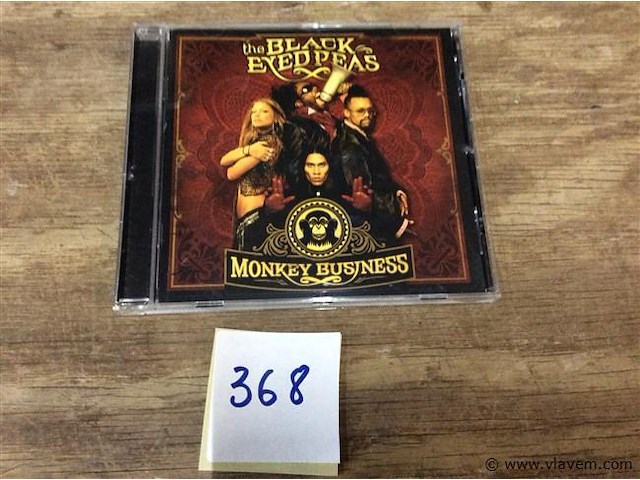 the BLACK
EYED PEAS
MONKEY BUSINESS
368
© www.vlavem.com